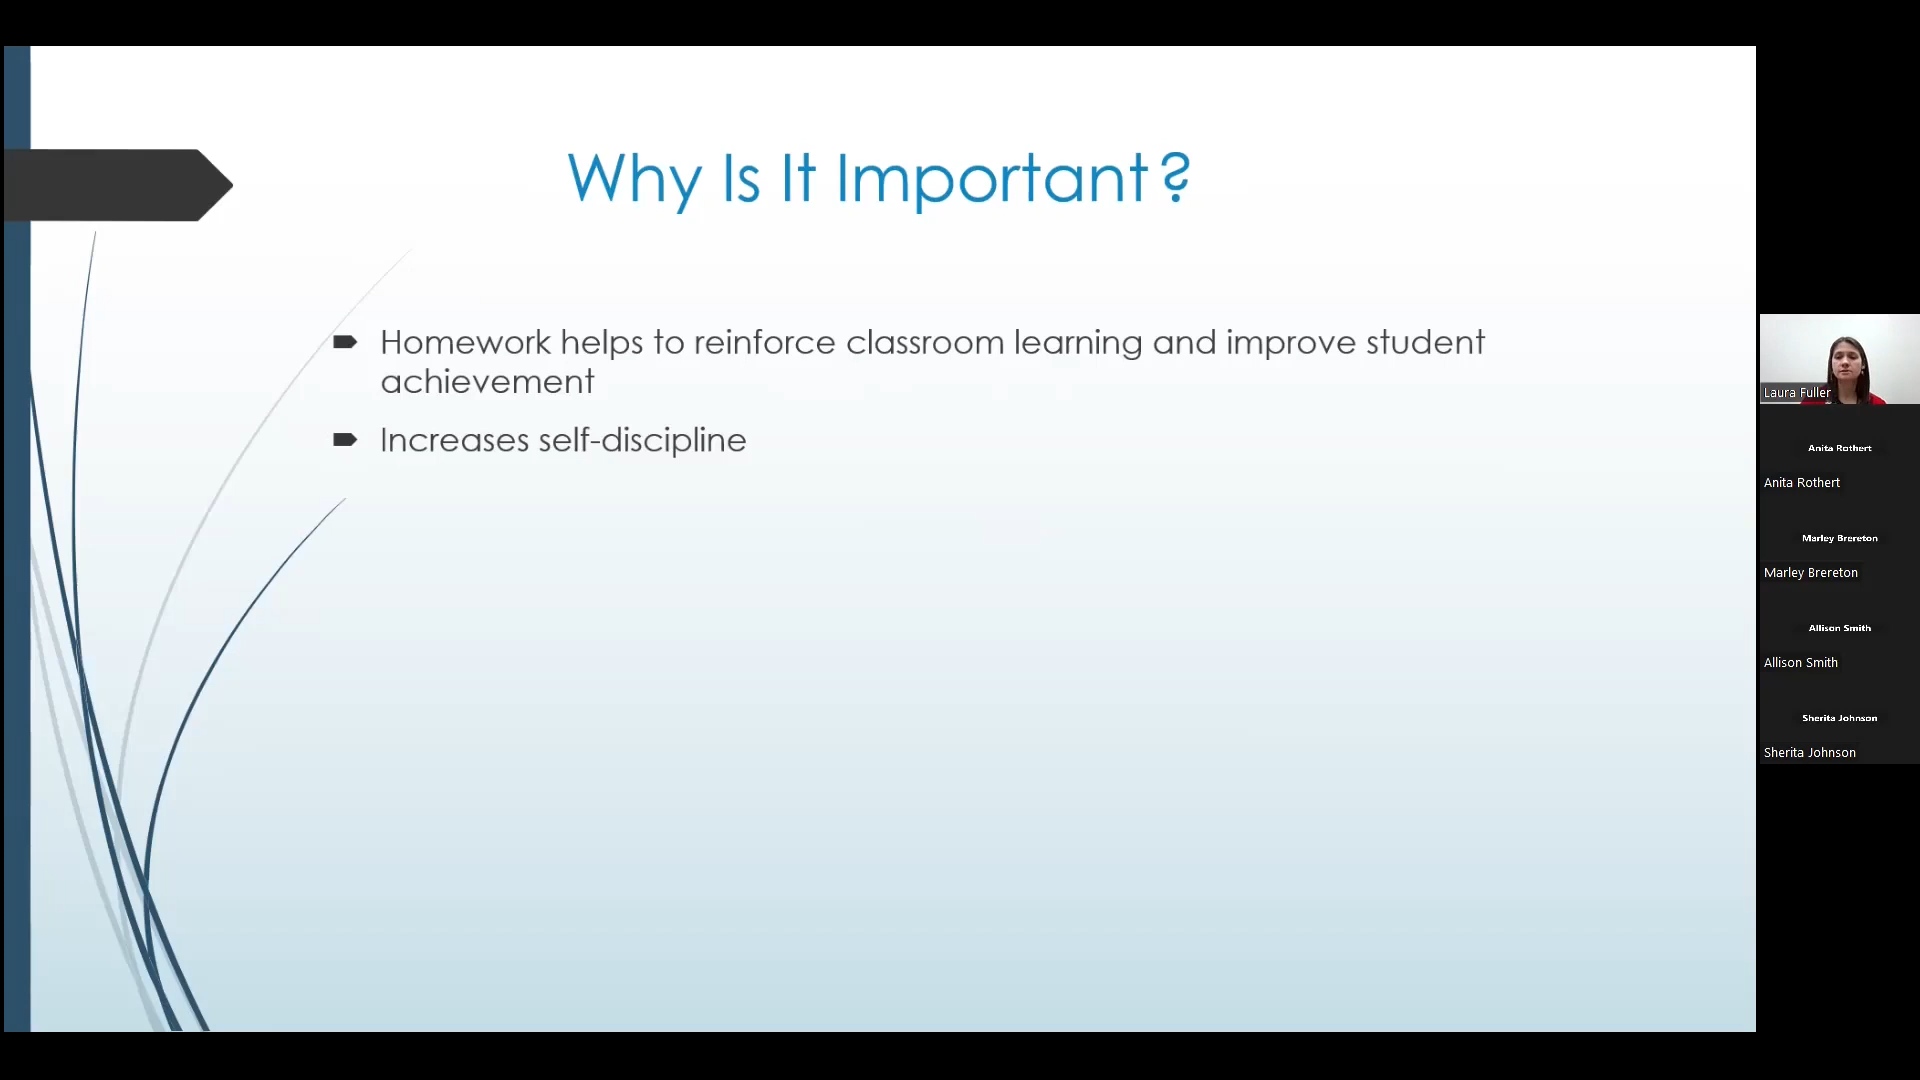 Why Is It Important?
Homework helps to reinforce classroom learning and improve student
achievement
Increases self-discipline
Laura Fuller
Anita Rothert
Anita Rothert
Marley Brereton
Marley Brereton
Allison Smith
Allison Smith
Sherita Johnson
Sherita Johnson